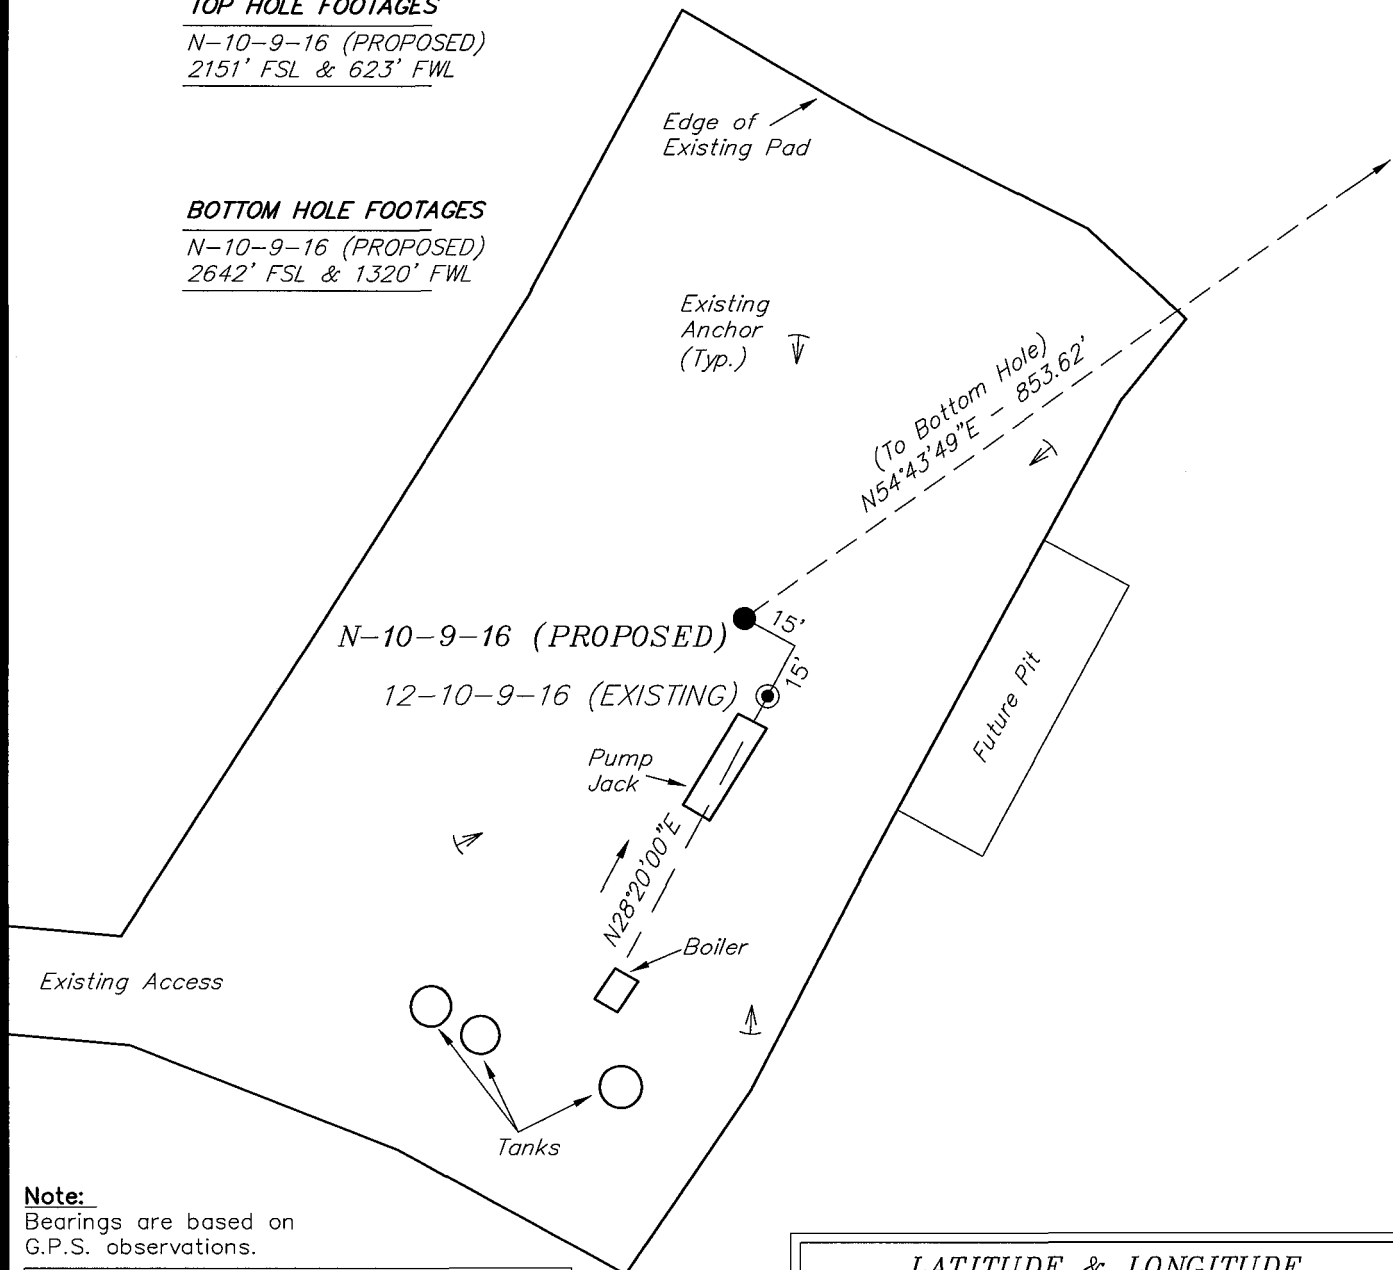 TOP HOLE FOOTAGES
N-10-9-16 (PROPOSED)
2151' FSL & 623' FWL
Edge of
Existing Pad
BOTTOM HOLE FOOTAGES
N-10-9-16 (PROPOSED)
2642' FSL & 1320' FWL
Existing
Anchor
(Typ.)
(To Bottom Hole)
N54°43'49"E - 853.62'
15'
N-10-9-16 (PROPOSED)
15'
12-10-9-16 (EXISTING)
Future Pit
Pump
Jack
N28°20'00"E
Boiler
Existing Access
Tanks
Note:
Bearings are based on
G.P.S. observations.
LATITUDE & LONGITUDE